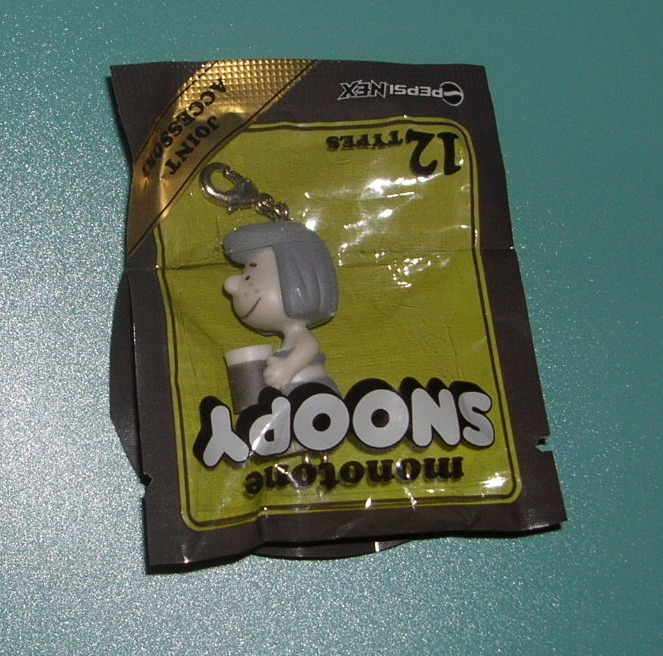 monotone
SNOOPY
12 TYPES
PEPSI NEX
JOINT
ACCESSORY